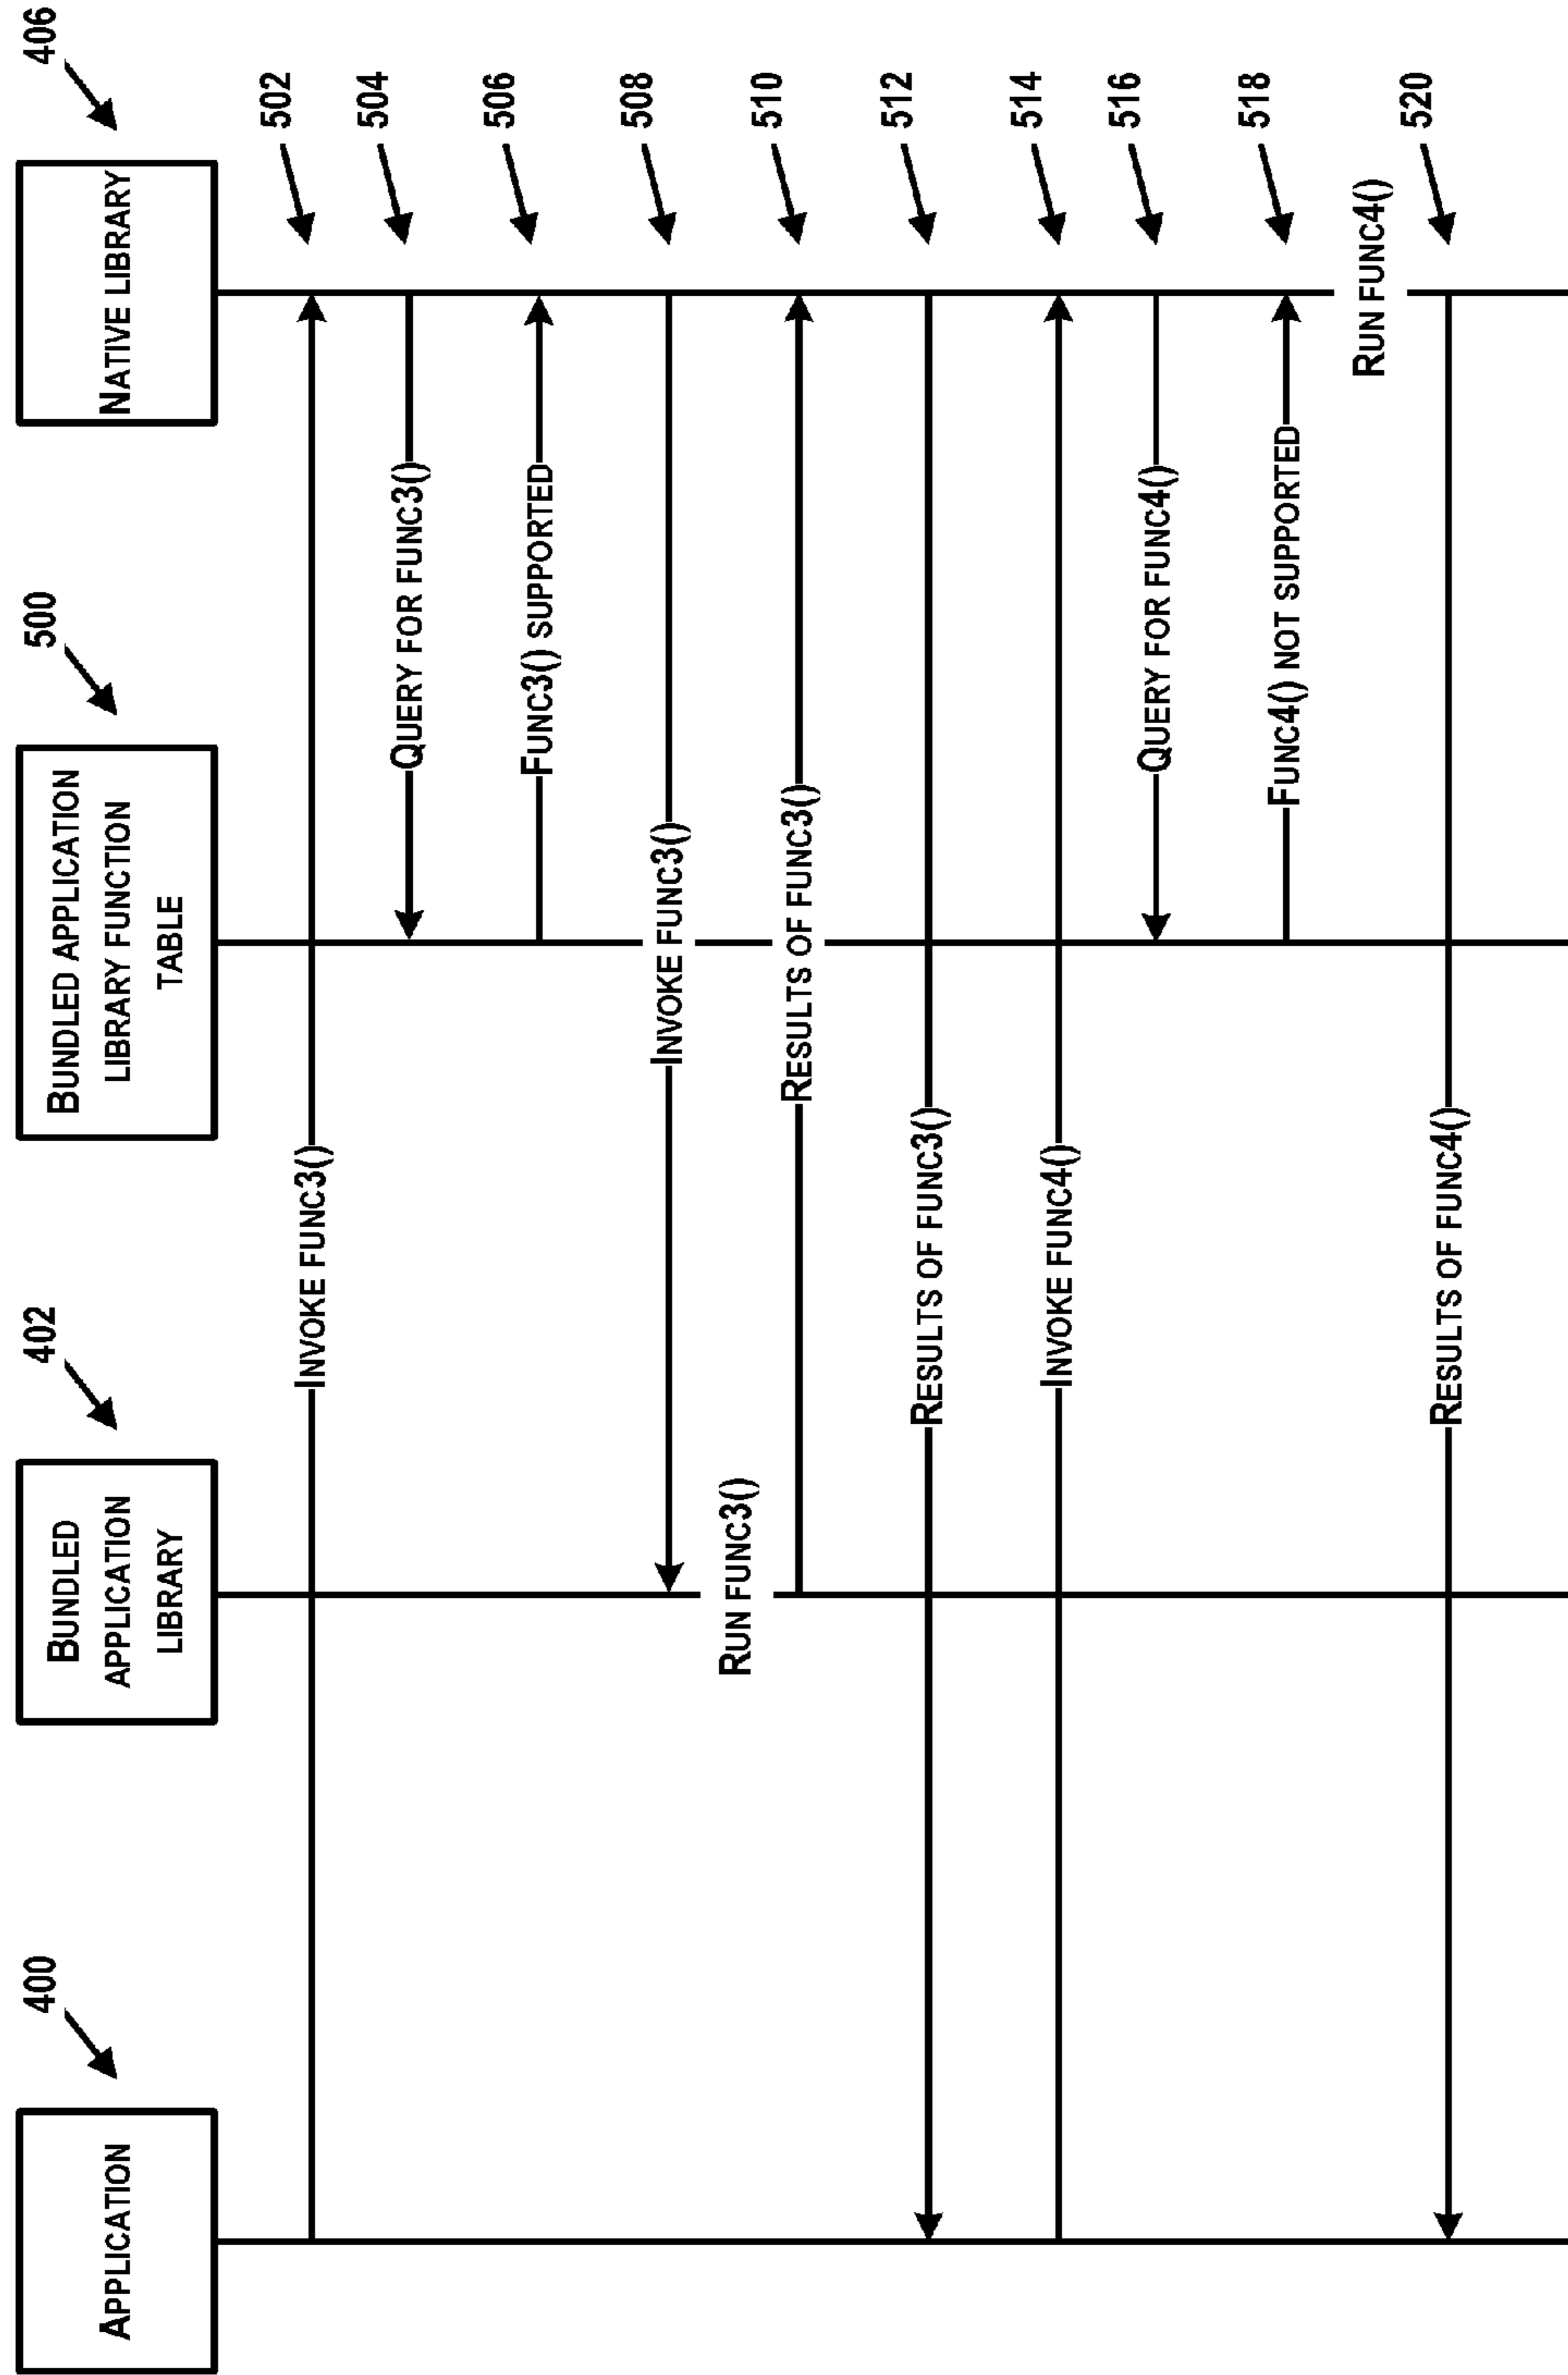 400
APPLICATION
402
BUNDLED
APPLICATION
LIBRARY
500
BUNDLED APPLICATION
LIBRARY FUNCTION
TABLE
406
NATIVE LIBRARY
INVOKE FUNC3()
502
QUERY FOR FUNC3()
504
FUNC3() SUPPORTED
506
INVOKE FUNC3()
508
RUN FUNC3()
RESULTS OF FUNC3()
510
RESULTS OF FUNC3()
512
INVOKE FUNC4()
514
QUERY FOR FUNC4()
516
FUNC4() NOT SUPPORTED
518
RUN FUNC4()
RESULTS OF FUNC4()
520